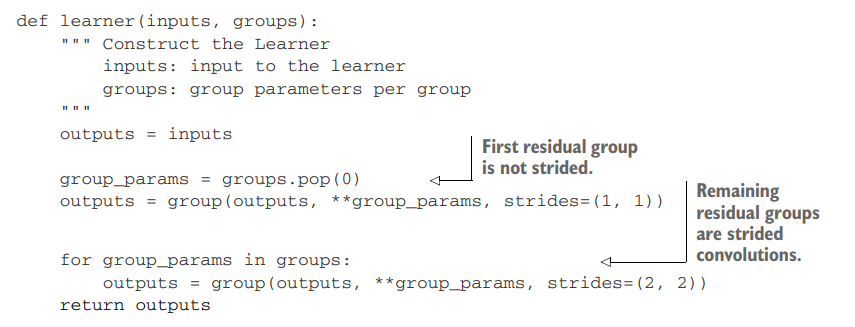 def learner(inputs, groups):
    """ Construct the Learner
        inputs: input to the learner
        groups: group parameters per group
    """
    outputs = inputs
First residual group
is not strided.
    group_params = groups.pop(0)
    outputs = group(outputs, **group_params, strides=(1, 1))
Remaining
residual groups
are strided
convolutions.
    for group_params in groups:
        outputs = group(outputs, **group_params, strides=(2, 2))
    return outputs